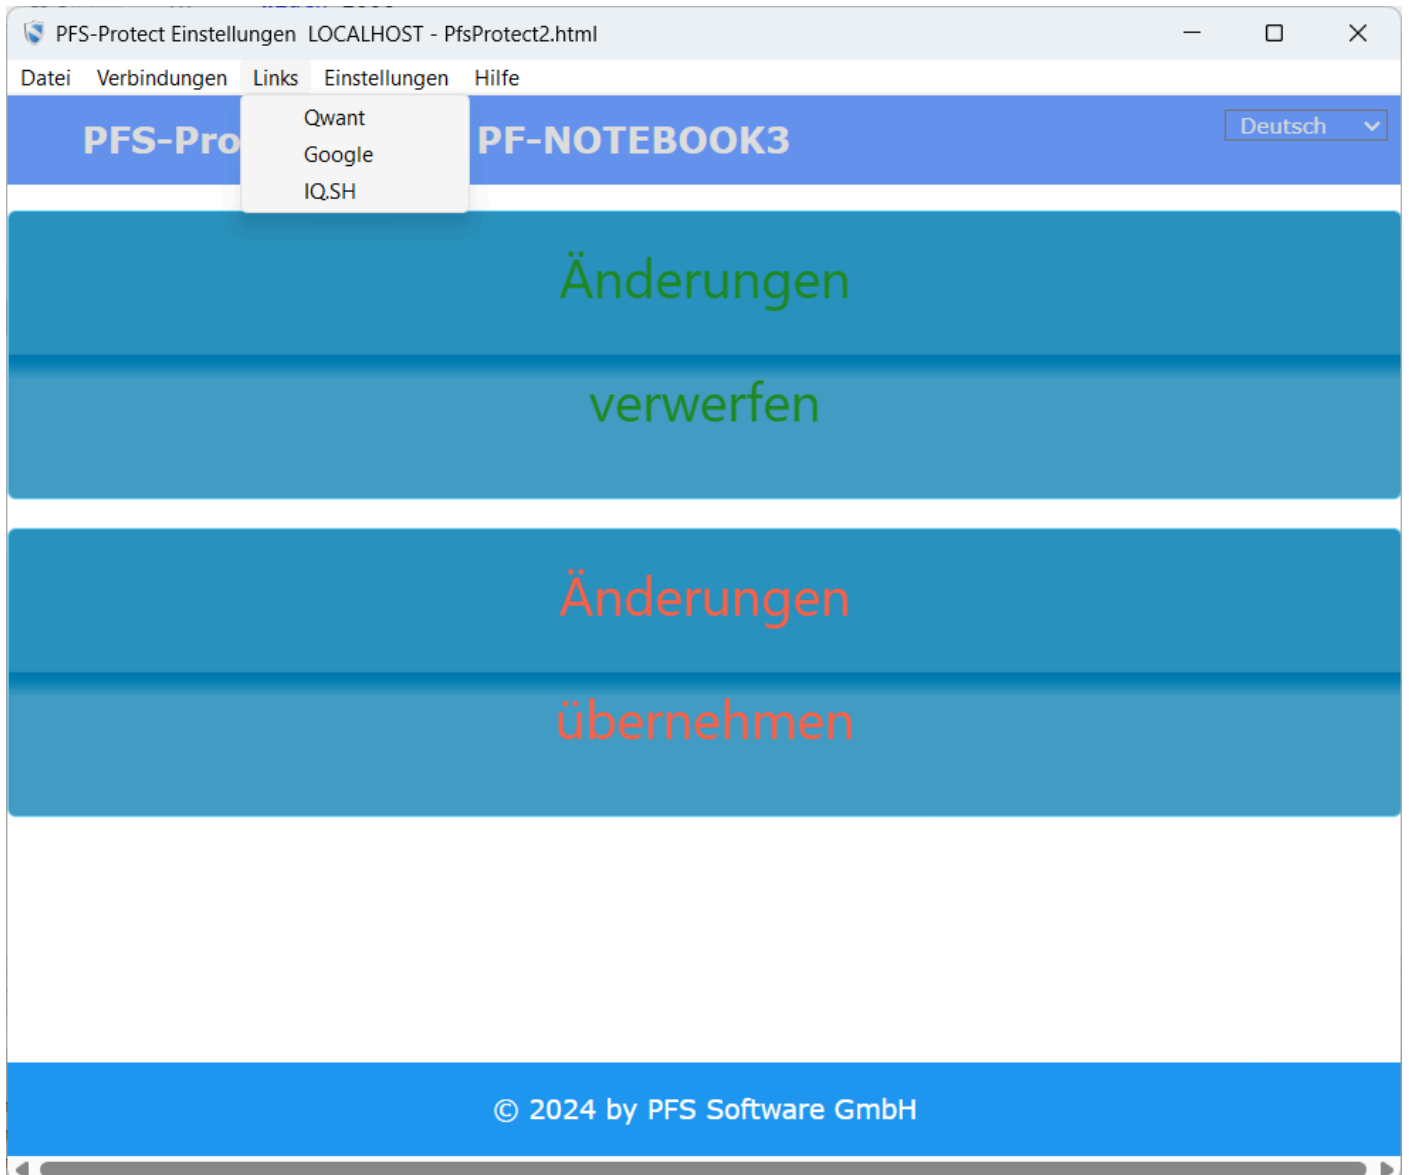 PFS-Protect Einstellungen LOCALHOST - PfsProtect2.html
Datei Verbindungen Links Einstellungen Hilfe
Qwant
Google
IQ.SH
PFS-Pro PF-NOTEBOOK3
Deutsch
Änderungen
verwerfen
Änderungen
übernehmen
© 2024 by PFS Software GmbH